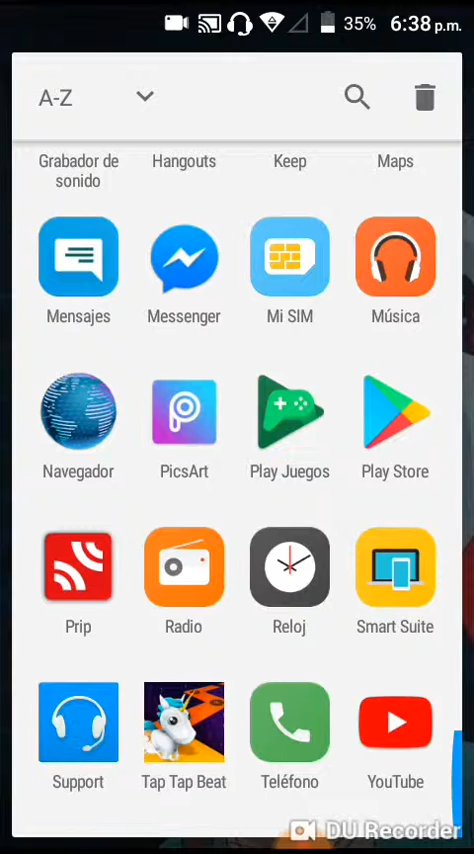 35% 6:38 p.m.
A-Z
Grabador de sonido
Hangouts
Keep
Maps
Mensajes
Messenger
Mi SIM
Música
Navegador
PicsArt
Play Juegos
Play Store
Prip
Radio
Reloj
Smart Suite
Support
Tap Tap Beat
Teléfono
YouTube
DU Recorder